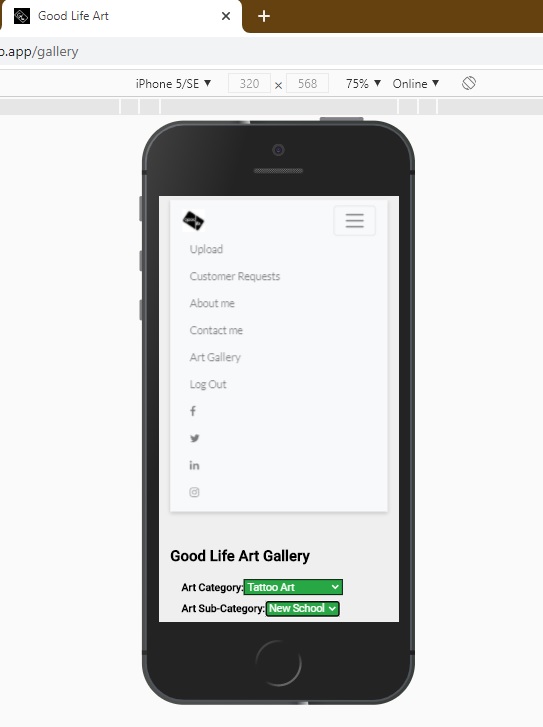 Good Life Art
.app/gallery
iPhone 5/SE 320 × 568 75% Online
Upload
Customer Requests
About me
Contact me
Art Gallery
Log Out
Good Life Art Gallery
Art Category: Tattoo Art
Art Sub-Category: New School